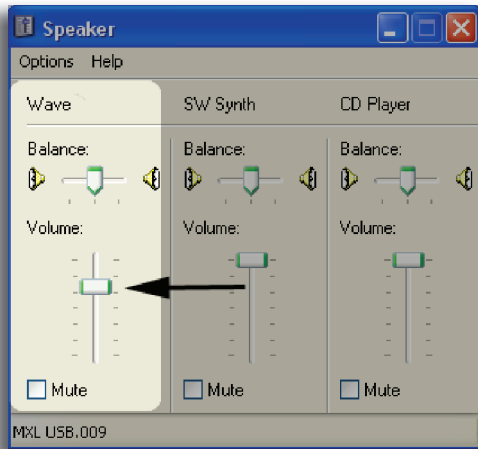 Speaker
Options Help
Wave SW Synth CD Player
Balance: Balance: Balance:
Volume: Volume: Volume:
Mute Mute Mute
MXL USB.009